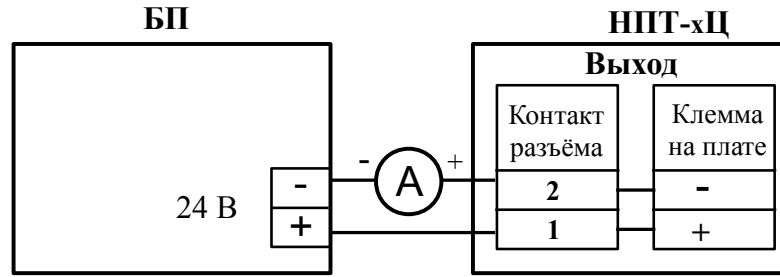 БП
НПТ-хЦ
Выход
Контакт
разъёма
Клемма
на плате
- А +
24 В
-
+
2
1
-
+